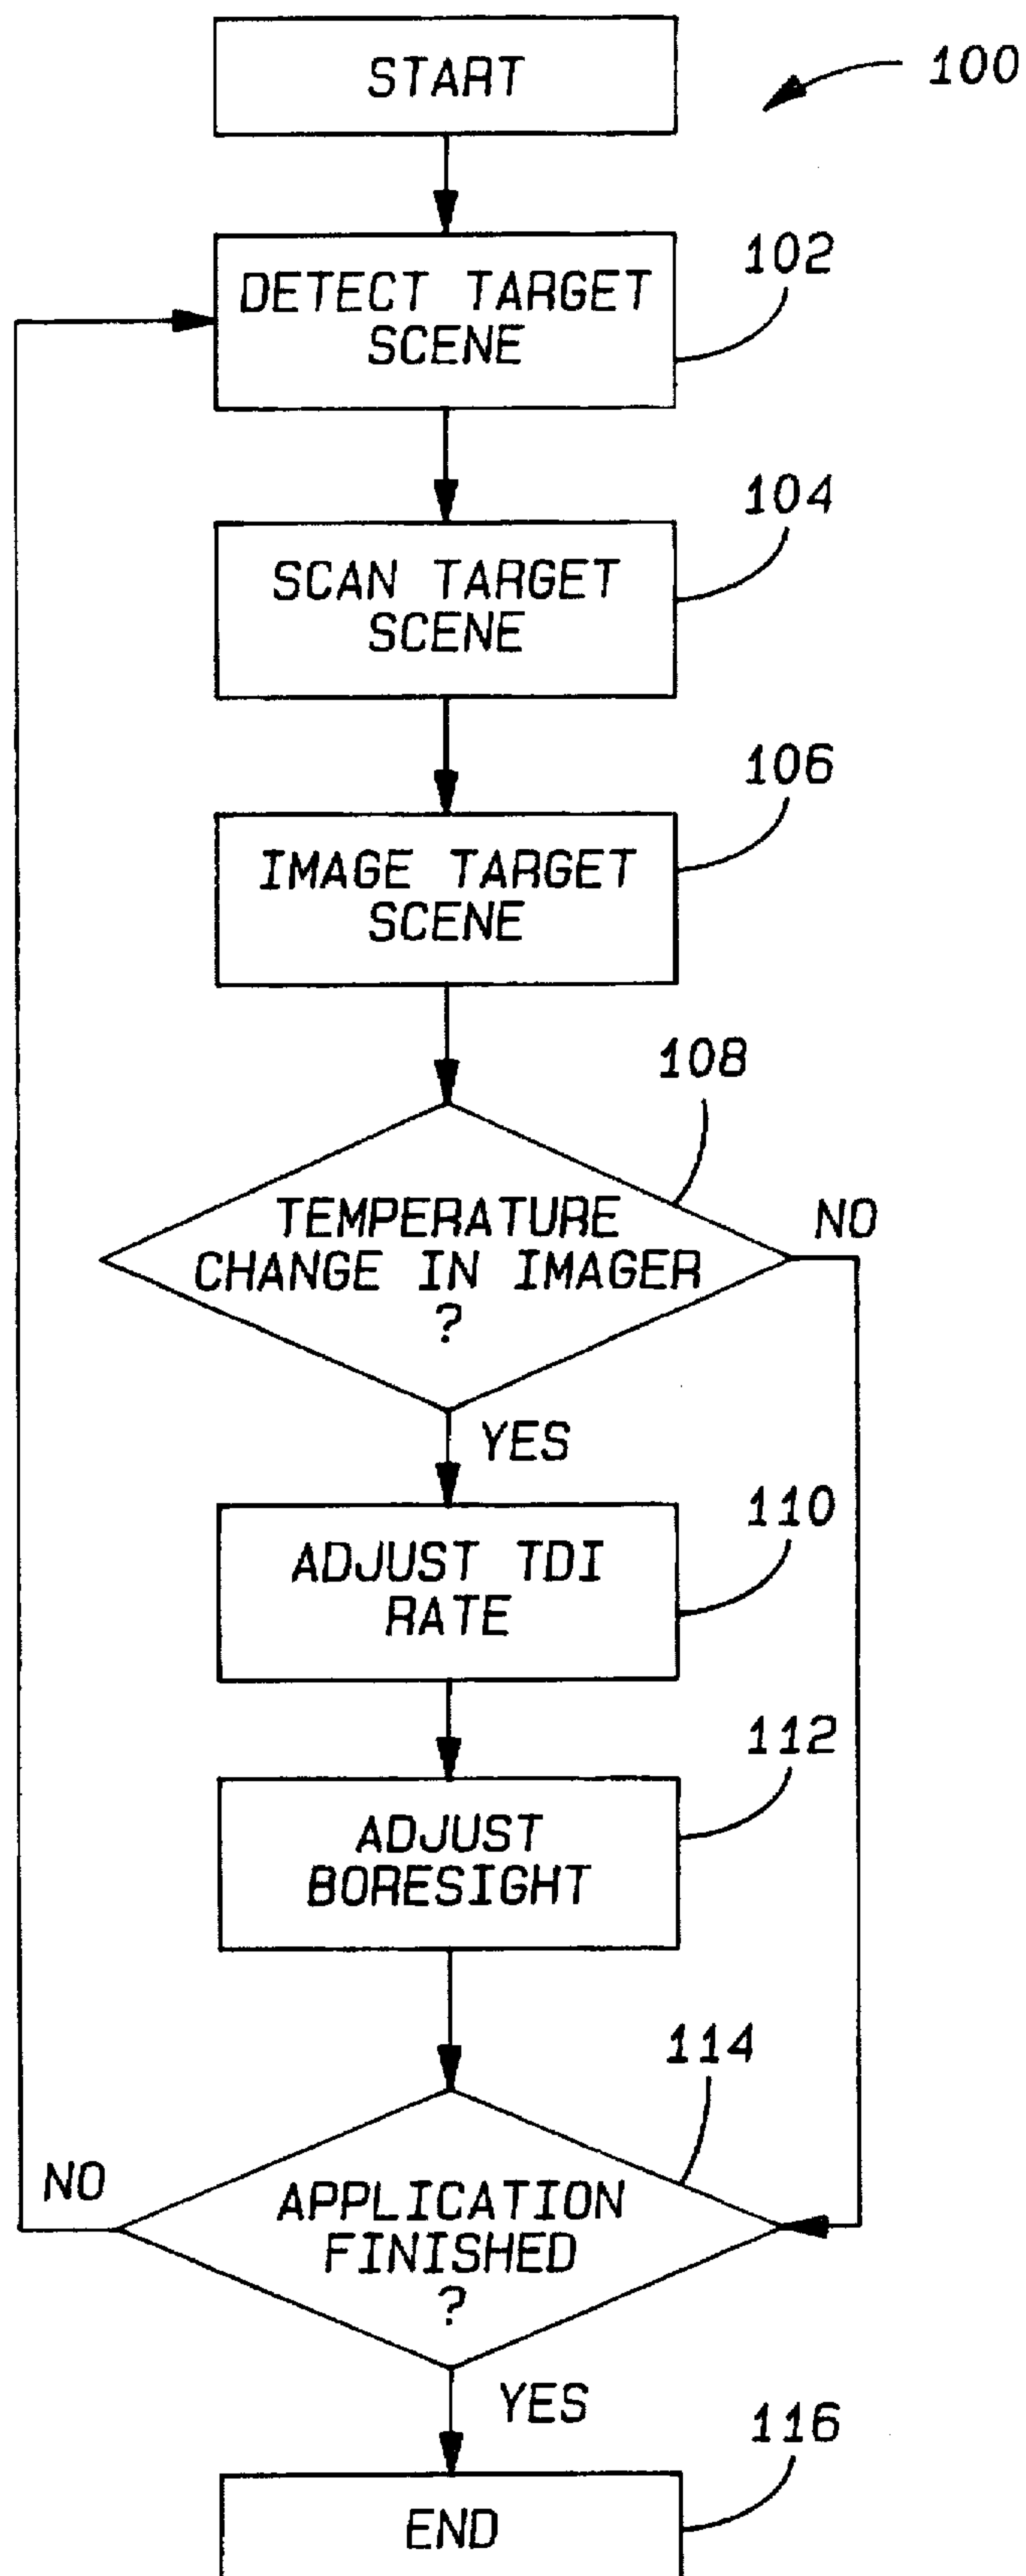 START
100
102
DETECT TARGET
SCENE
104
SCAN TARGET
SCENE
106
IMAGE TARGET
SCENE
108
TEMPERATURE
CHANGE IN IMAGER
?
NO
YES
110
ADJUST TDI
RATE
112
ADJUST
BORESIGHT
114
APPLICATION
FINISHED
?
NO
YES
116
END